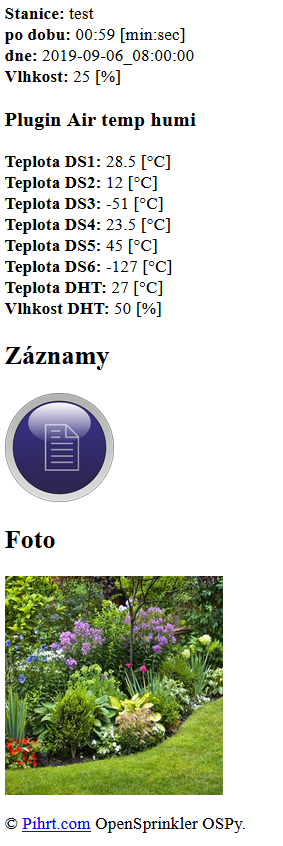 Stanice: test
po dobu: 00:59 [min:sec]
dne: 2019-09-06_08:00:00
Vlhkost: 25 [%]
Plugin Air temp humi
Teplota DS1: 28.5 [°C]
Teplota DS2: 12 [°C]
Teplota DS3: -51 [°C]
Teplota DS4: 23.5 [°C]
Teplota DS5: 45 [°C]
Teplota DS6: -127 [°C]
Teplota DHT: 27 [°C]
Vlhkost DHT: 50 [%]
Záznamy
Foto
© Pihrt.com OpenSprinkler OSPy.